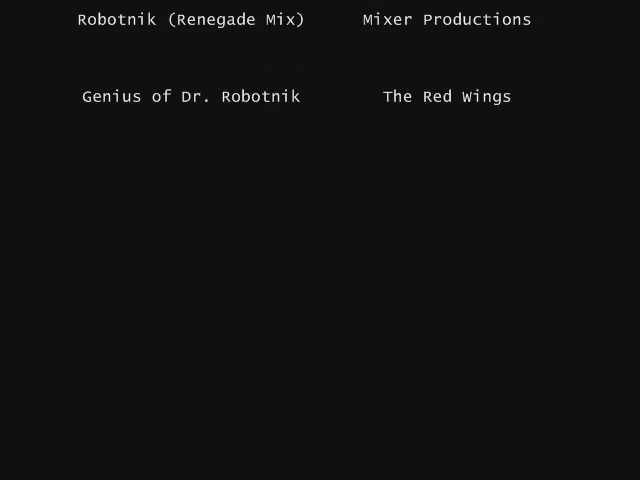 Robotnik (Renegade Mix) Mixer Productions
Genius of Dr. Robotnik The Red Wings